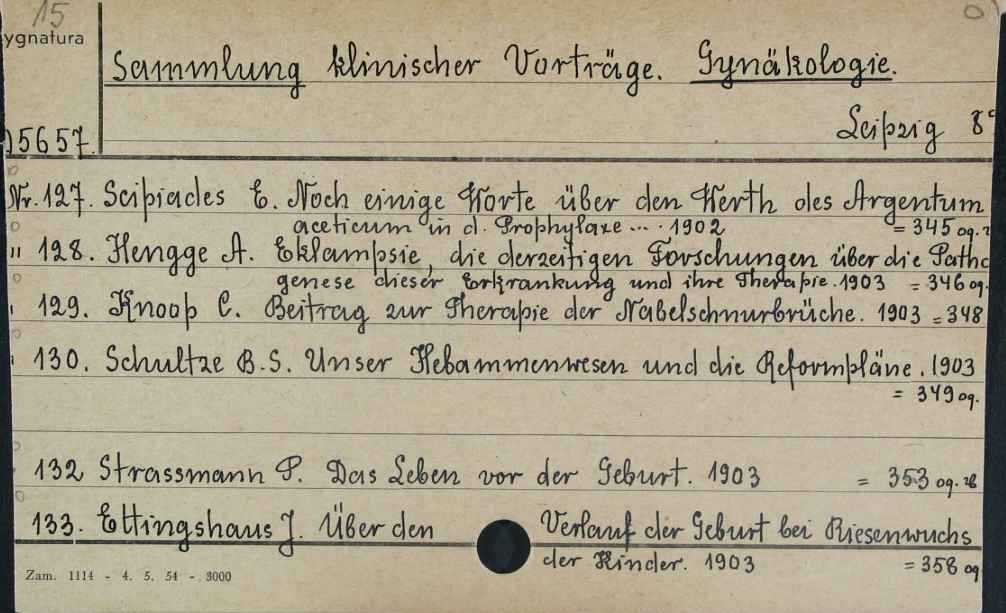 15
ygnatura
Sammlung klinischer Vorträge. Gynäkologie.
Leipzig 8°
15657.
Nr. 127. Scipiades E. Noch einige Worte über den Werth des Argentum
aceticum in d. Prophylaxe ... . 1902 = 345 og.
" 128. Hengge A. Eklampsie, die derzeitigen Forschungen über die Patho
genese dieser Erkrankung und ihre Therapie. 1903 = 346 og.
129. Knoop C. Beitrag zur Therapie der Nabelschnurbrüche. 1903 = 348
130. Schultze B.S. Unser Hebammenwesen und die Reformpläne. 1903
= 349 og.
132 Strassmann P. Das Leben vor der Geburt. 1903 = 353 og. zb
133. Ettingshaus J. Über den Verlauf der Geburt bei Riesenwuchs
der Kinder. 1903 = 358 og
Zam. 1114 - 4. 5. 54 - 3000